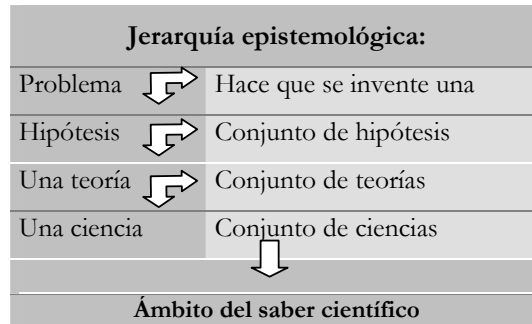 Jerarquía epistemológica:
Problema Hace que se invente una
Hipótesis Conjunto de hipótesis
Una teoría Conjunto de teorías
Una ciencia Conjunto de ciencias
Ámbito del saber científico